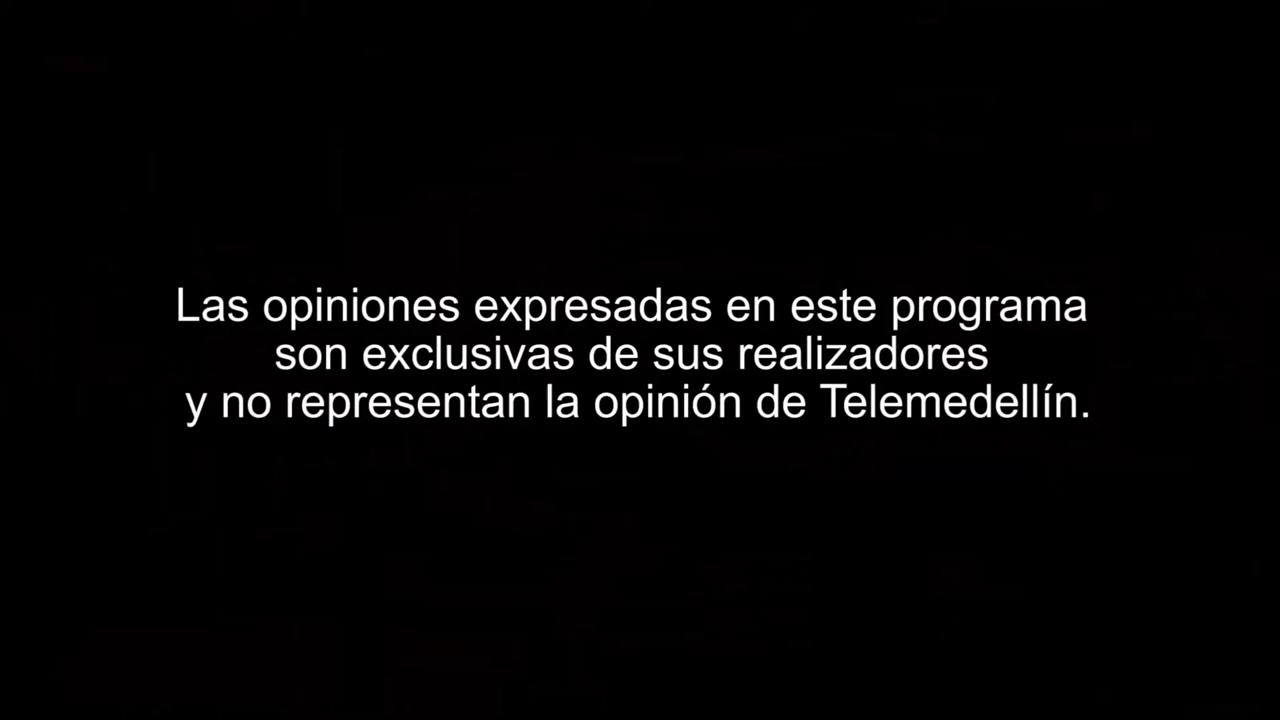 Las opiniones expresadas en este programa
son exclusivas de sus realizadores
y no representan la opinión de Telemedellín.